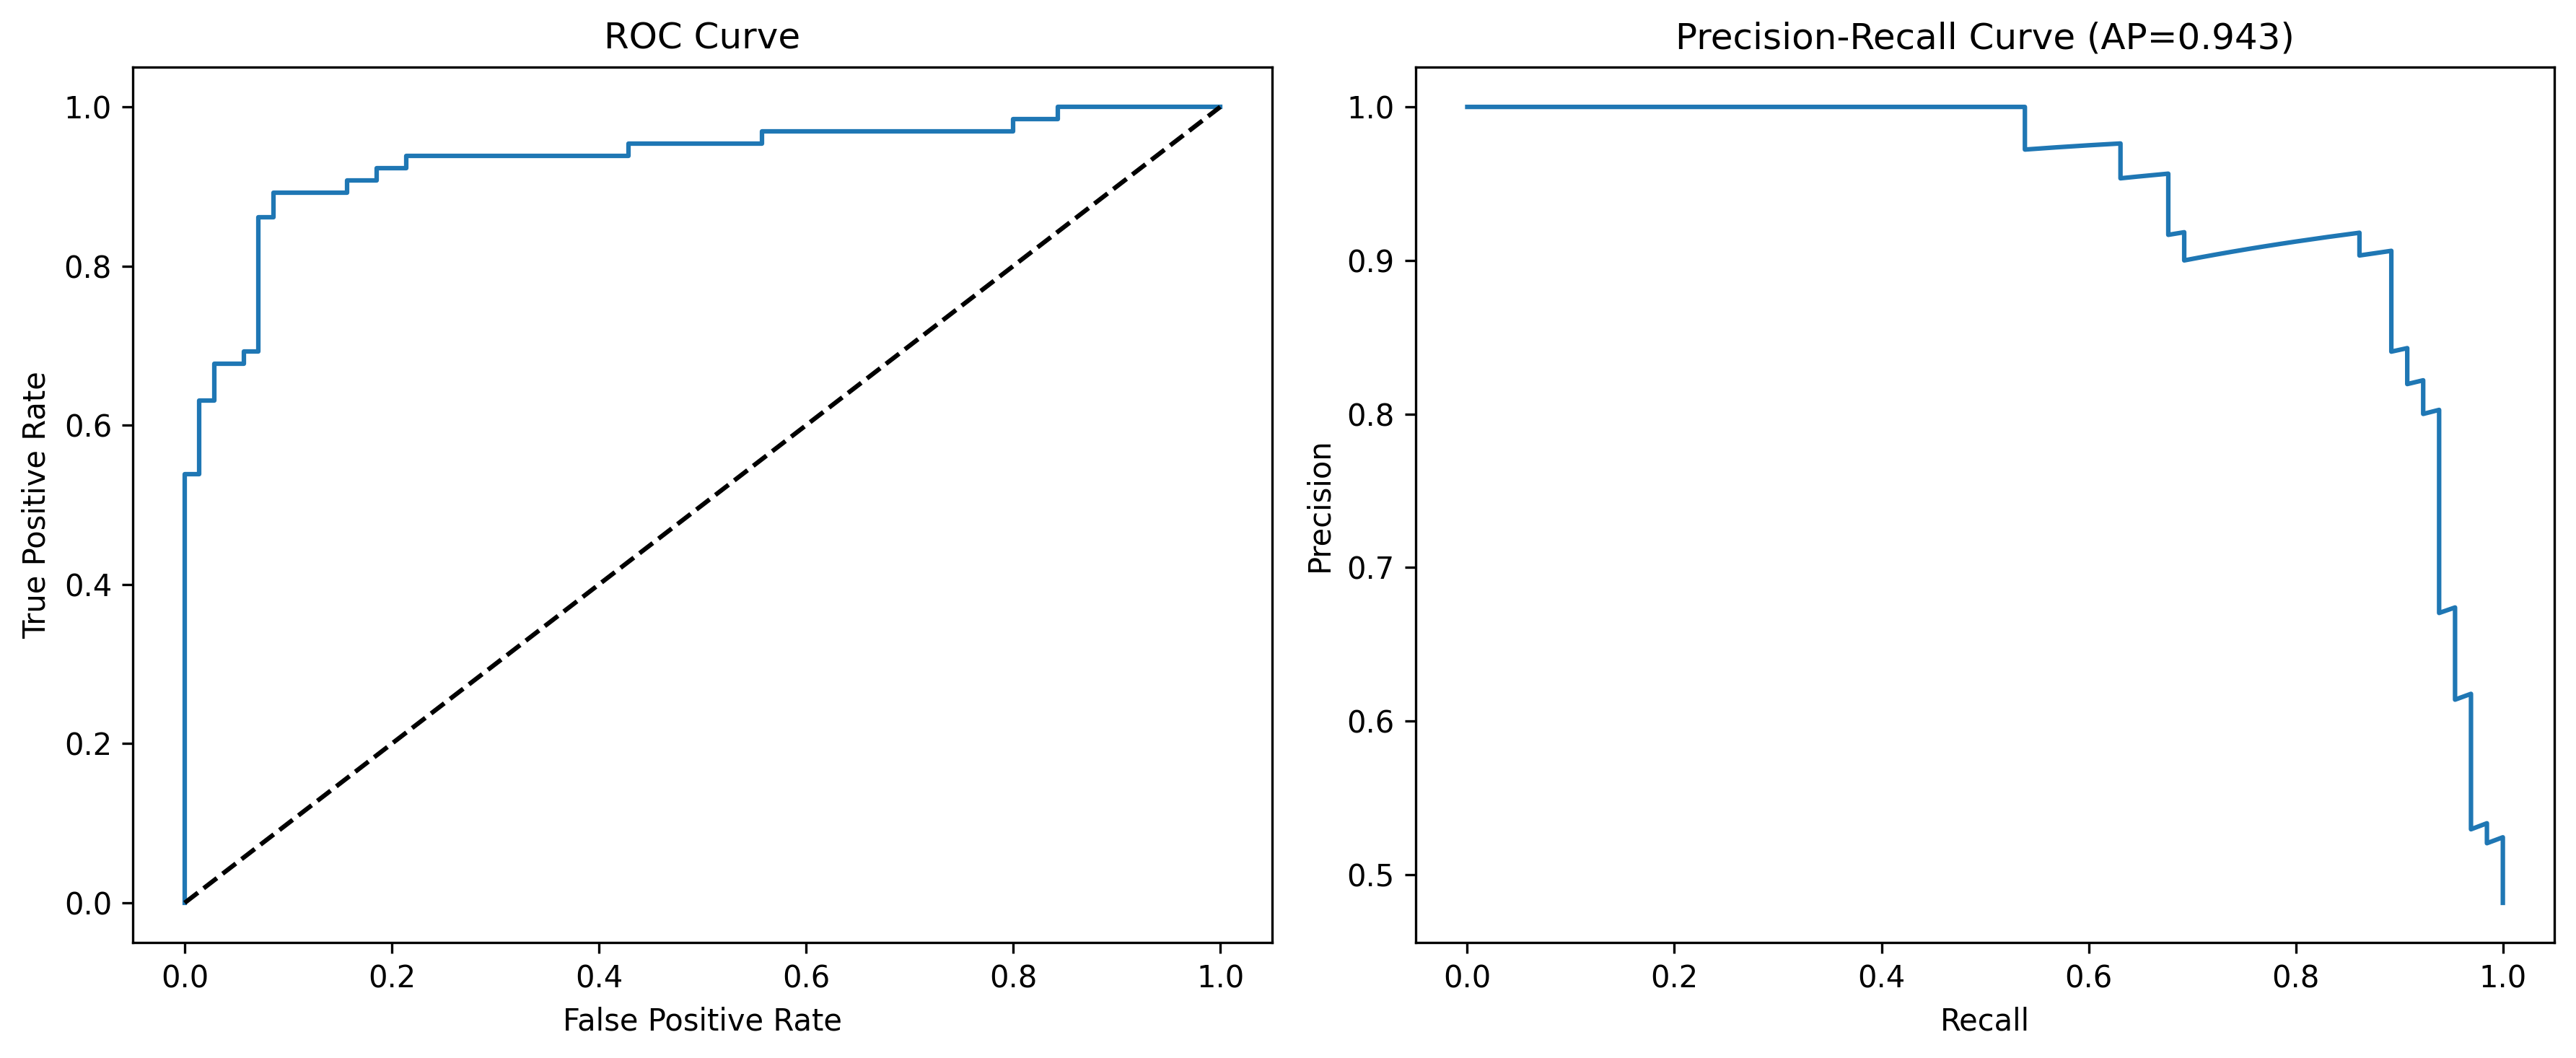 ROC Curve
1.0
0.8
0.6
0.4
0.2
0.0
True Positive Rate
0.0 0.2 0.4 0.6 0.8 1.0
False Positive Rate
Precision-Recall Curve (AP=0.943)
1.0
0.9
0.8
0.7
0.6
0.5
Precision
0.0 0.2 0.4 0.6 0.8 1.0
Recall